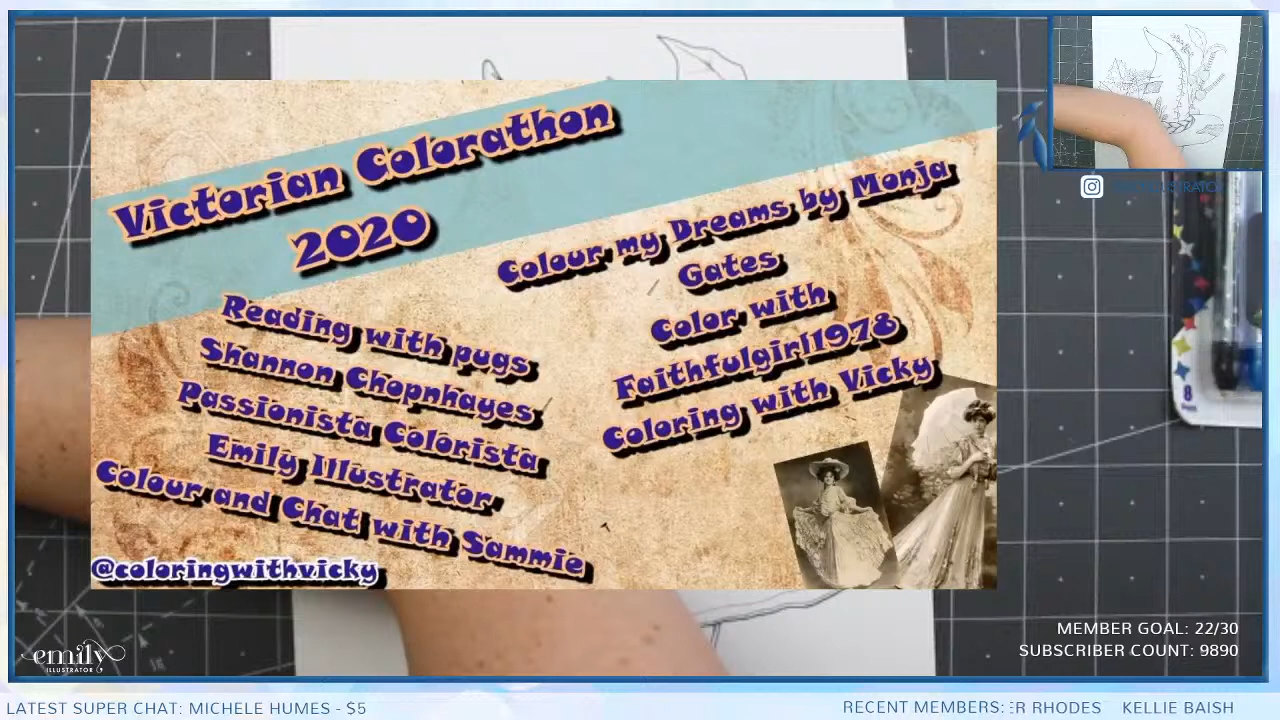 Victorian Colorathon
2020
Reading with pugs
Shannon Chopnhayes
Passionista Colorista
Emily Illustrator
Colour and Chat with Sammie
Colour my Dreams by Monja
Gates
Color with
Faithfulgirl1978
Coloring with Vicky
@coloringwithvicky
8
emily
ILLUSTRATOR
MEMBER GOAL: 22/30
SUBSCRIBER COUNT: 9890
LATEST SUPER CHAT: MICHELE HUMES - $5
RECENT MEMBERS: ER RHODES KELLIE BAISH